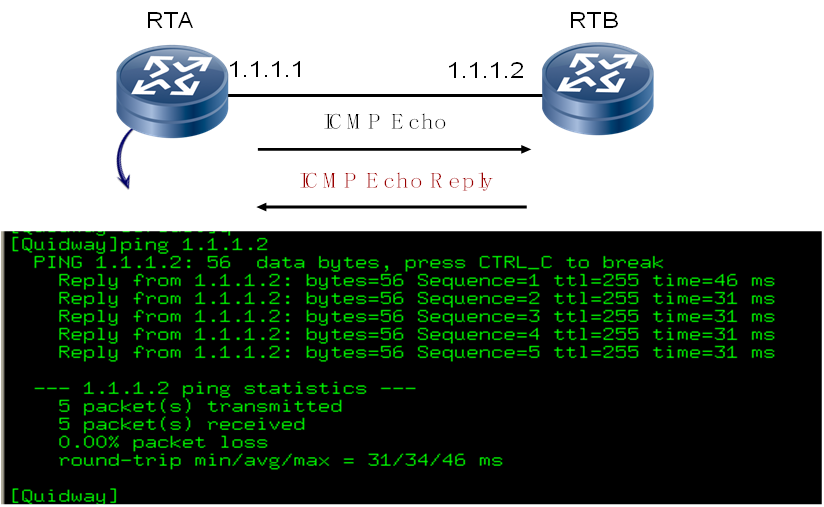 RTA
RTB
1.1.1.1
1.1.1.2
ICMP Echo
ICMP Echo Reply
[Quidway]ping 1.1.1.2
PING 1.1.1.2: 56  data bytes, press CTRL_C to break
Reply from 1.1.1.2: bytes=56 Sequence=1 ttl=255 time=46 ms
Reply from 1.1.1.2: bytes=56 Sequence=2 ttl=255 time=31 ms
Reply from 1.1.1.2: bytes=56 Sequence=3 ttl=255 time=31 ms
Reply from 1.1.1.2: bytes=56 Sequence=4 ttl=255 time=31 ms
Reply from 1.1.1.2: bytes=56 Sequence=5 ttl=255 time=31 ms
--- 1.1.1.2 ping statistics ---
5 packet(s) transmitted
5 packet(s) received
0.00% packet loss
round-trip min/avg/max = 31/34/46 ms
[Quidway]